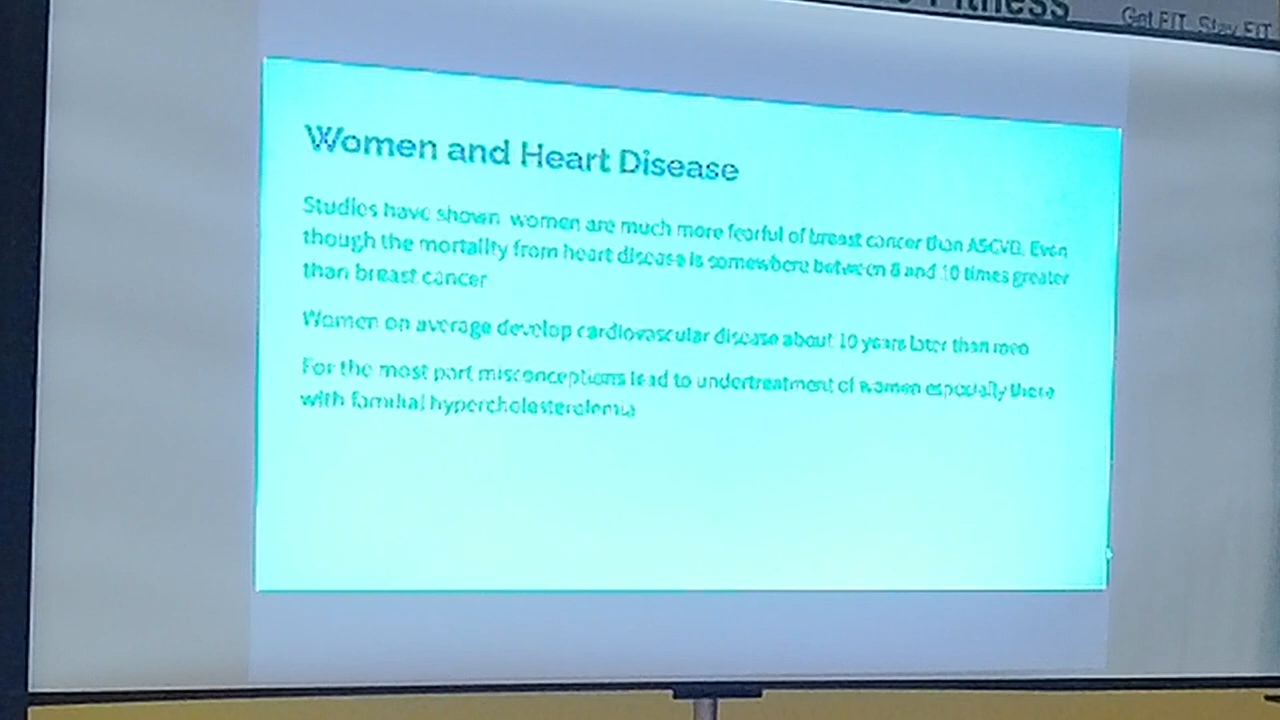 Fitness
Get FIT. Stay FIT
Women and Heart Disease
Studies have shown women are much more fearful of breast cancer than ASCVD. Even
though the mortality from heart disease is somewhere between 8 and 10 times greater
than breast cancer
Women on average develop cardiovascular disease about 10 years later than men
For the most part misconceptions lead to undertreatment of women especially those
with familial hypercholesterolemia